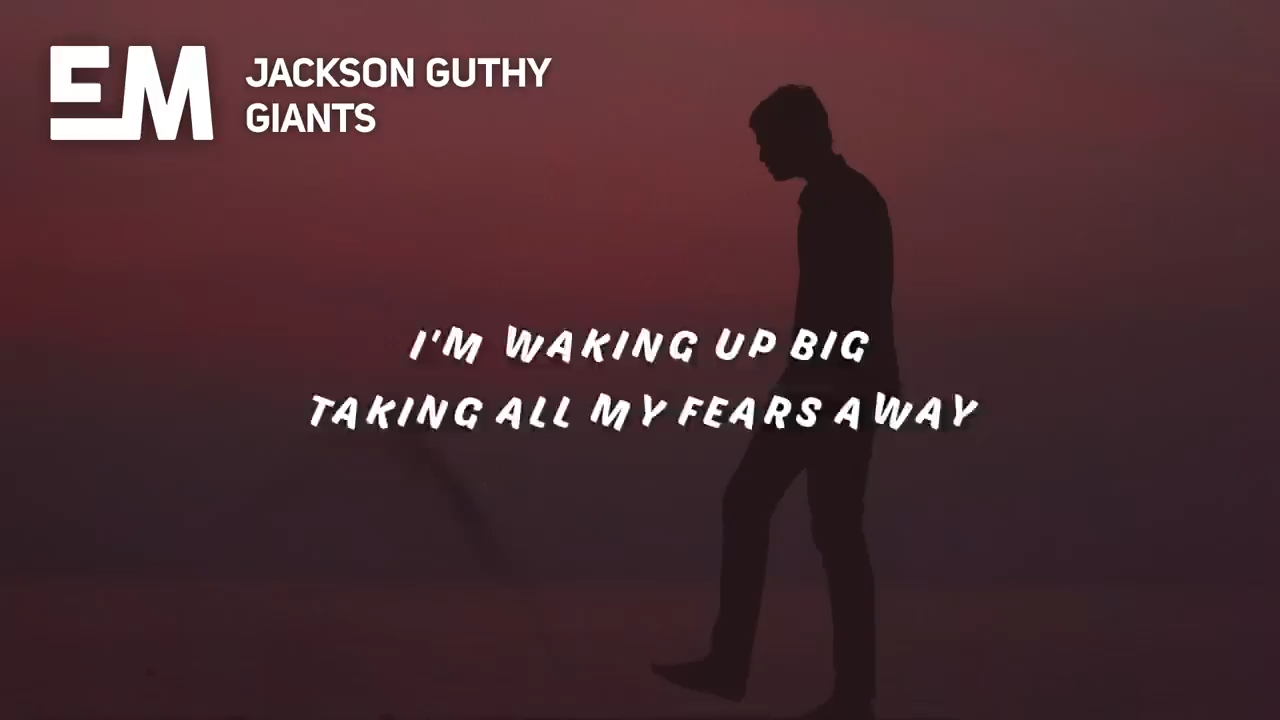 EM
JACKSON GUTHY
GIANTS
I'M WAKING UP BIG
TAKING ALL MY FEARS AWAY